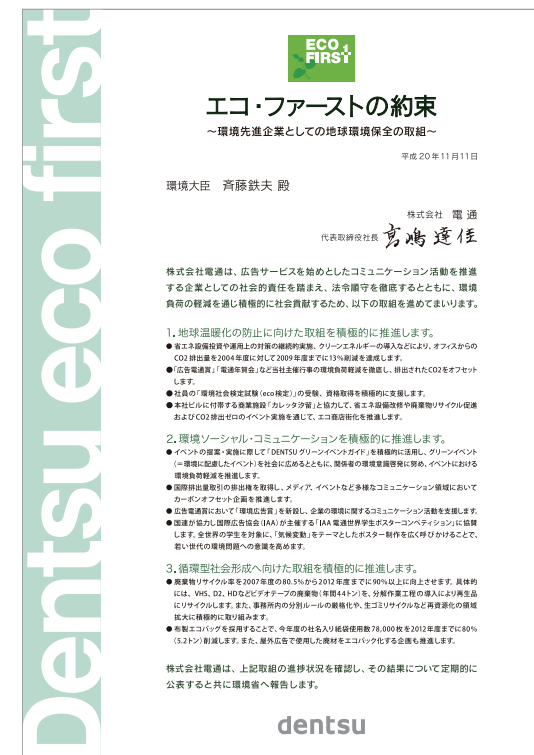 Dentsu eco first
ECO
FIRST
エコ・ファーストの約束
～環境先進企業としての地球環境保全の取組～
平成20年11月11日
環境大臣　斉藤鉄夫 殿
株式会社　電 通
代表取締役社長 髙嶋 達佳
株式会社電通は、広告サービスを始めとしたコミュニケーション活動を推進
する企業としての社会的責任を踏まえ、法令順守を徹底するとともに、環境
負荷の軽減を通じ積極的に社会貢献するため、以下の取組を進めてまいります。
1. 地球温暖化の防止に向けた取組を積極的に推進します。
●省エネ設備投資や運用上の対策の継続的実施、クリーンエネルギーの導入などにより、オフィスからの
CO2排出量を2004年度に対して2009年度までに13％削減を達成します。
●「広告電通賞」「電通年賀会」など当社主催行事の環境負荷軽減を徹底し、排出されたCO2をオフセット
します。
●社員の「環境社会検定試験（eco検定）」の受験、資格取得を積極的に支援します。
●本社ビルに付帯する商業施設「カレッタ汐留」と協力して、省エネ設備改修や廃棄物リサイクル促進
およびCO2排出ゼロのイベント実施を通じて、エコ商店街化を推進します。
2. 環境ソーシャル・コミュニケーションを積極的に推進します。
●イベントの提案・実施に際して「DENTSUグリーンイベントガイド」を積極的に活用し、グリーンイベント
（＝環境に配慮したイベント）を社会に広めるとともに、関係者の環境意識啓発に努め、イベントにおける
環境負荷軽減を推進します。
●国際排出量取引の排出権を取得し、メディア、イベントなど多様なコミュニケーション領域において
カーボンオフセット企画を推進します。
●広告電通賞において「環境広告賞」を新設し、企業の環境に関するコミュニケーション活動を支援します。
●国連が協力し国際広告協会（IAA）が主催する「IAA電通世界学生ポスターコンペティション」に協賛
します。全世界の学生を対象に、「気候変動」をテーマとしたポスター制作を広く呼びかけることで、
若い世代の環境問題への意識を高めます。
3. 循環型社会形成へ向けた取組を積極的に推進します。
●廃棄物リサイクル率を2007年度の80.5％から2012年度までに90％以上に向上させます。具体的
には、VHS、D2、HDなどビデオテープの廃棄物（年間44トン）を、分解作業工程の導入により再生品
にリサイクルします。また、事務所内の分別ルールの厳格化や、生ゴミリサイクルなど再資源化の領域
拡大に積極的に取り組みます。
●布製エコバッグを採用することで、今年度の社名入り紙袋使用数78,000枚を2012年度までに80％
（5.2トン）削減します。また、屋外広告で使用した廃材をエコバック化する企画も推進します。
株式会社電通は、上記取組の進捗状況を確認し、その結果について定期的に
公表すると共に環境省へ報告します。
dentsu